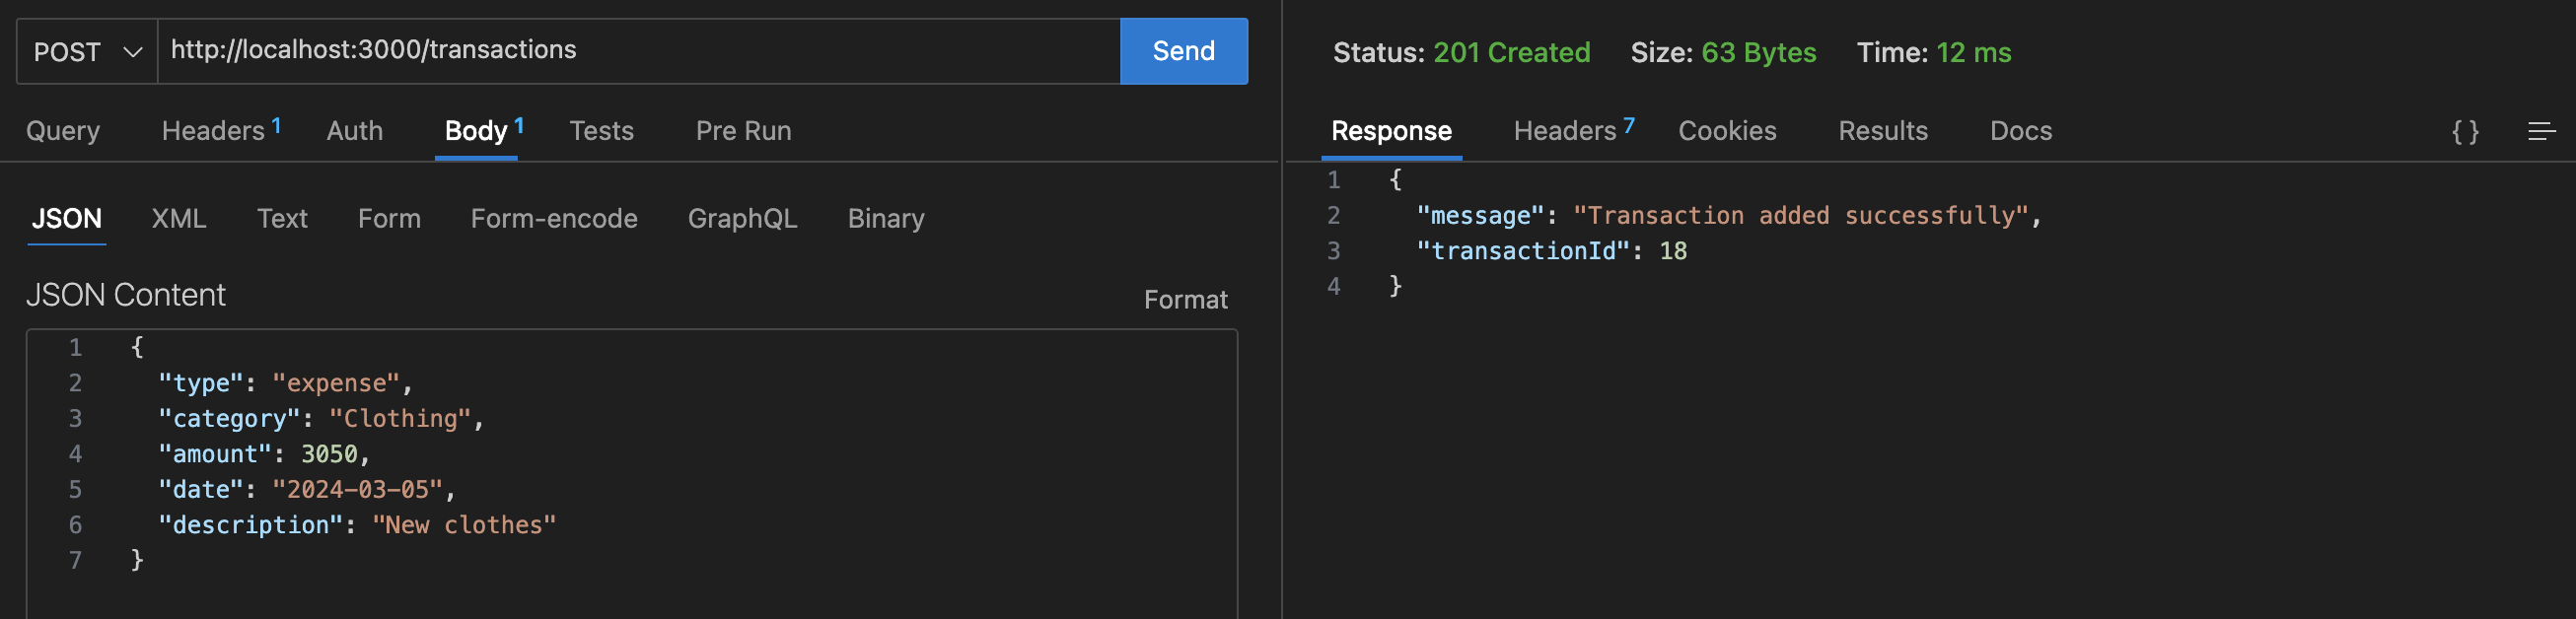 POST http://localhost:3000/transactions Send
Query Headers 1 Auth Body 1 Tests Pre Run
JSON XML Text Form Form-encode GraphQL Binary
JSON Content
Format
1 {
2 "type": "expense",
3 "category": "Clothing",
4 "amount": 3050,
5 "date": "2024-03-05",
6 "description": "New clothes"
7 }
Status: 201 Created Size: 63 Bytes Time: 12 ms
Response Headers 7 Cookies Results Docs {}
1 {
2 "message": "Transaction added successfully",
3 "transactionId": 18
4 }